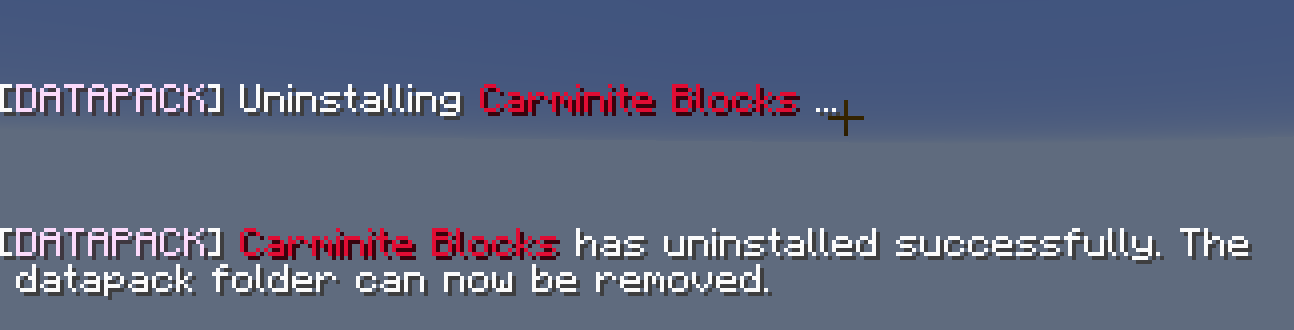 [DATAPACK] Uninstalling Carminite Blocks ...
[DATAPACK] Carminite Blocks has uninstalled successfully. The
datapack folder can now be removed.